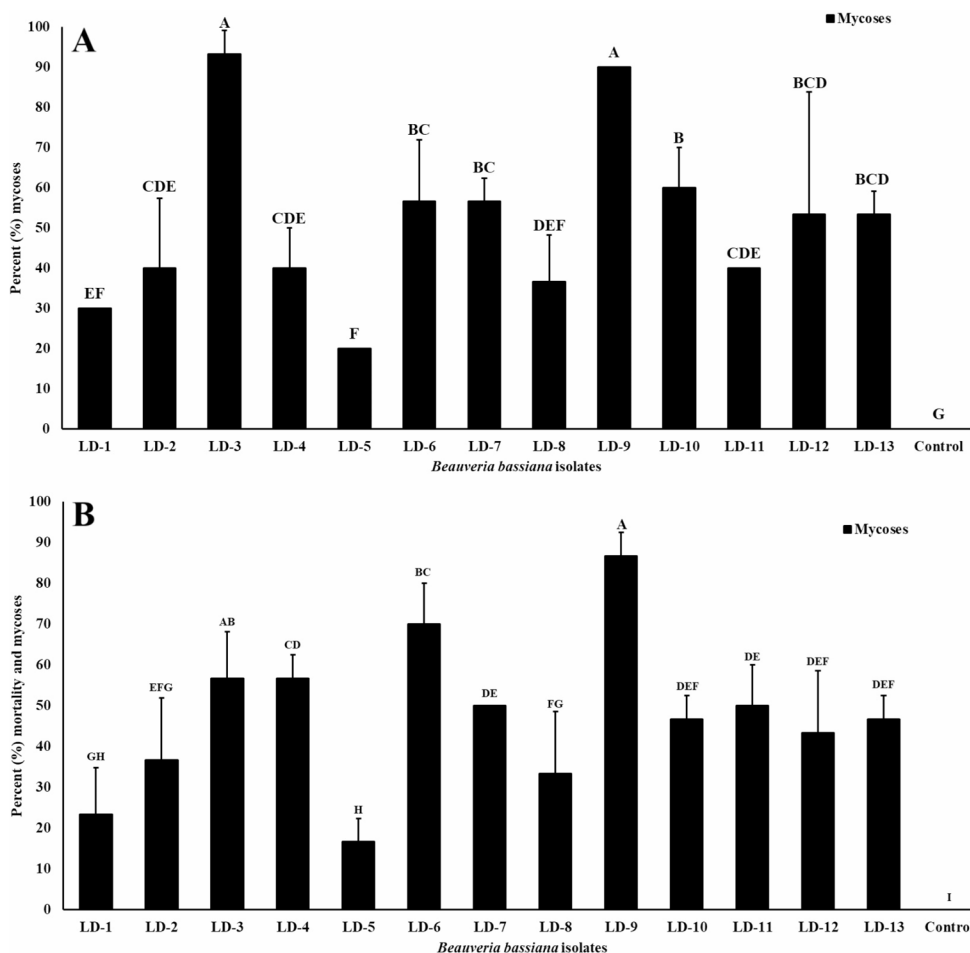 A
Mycoses
Percent (%) mycoses
100
90
80
70
60
50
40
30
20
10
0
EF
CDE
A
CDE
F
BC
BC
DEF
A
B
CDE
BCD
BCD
G
LD-1 LD-2 LD-3 LD-4 LD-5 LD-6 LD-7 LD-8 LD-9 LD-10 LD-11 LD-12 LD-13 Control
Beauveria bassiana isolates
B
Mycoses
Percent (%) mortality and mycoses
100
90
80
70
60
50
40
30
20
10
0
GH
EFG
AB
CD
H
BC
DE
FG
A
DEF
DE
DEF
DEF
I
LD-1 LD-2 LD-3 LD-4 LD-5 LD-6 LD-7 LD-8 LD-9 LD-10 LD-11 LD-12 LD-13 Control
Beauveria bassiana isolates